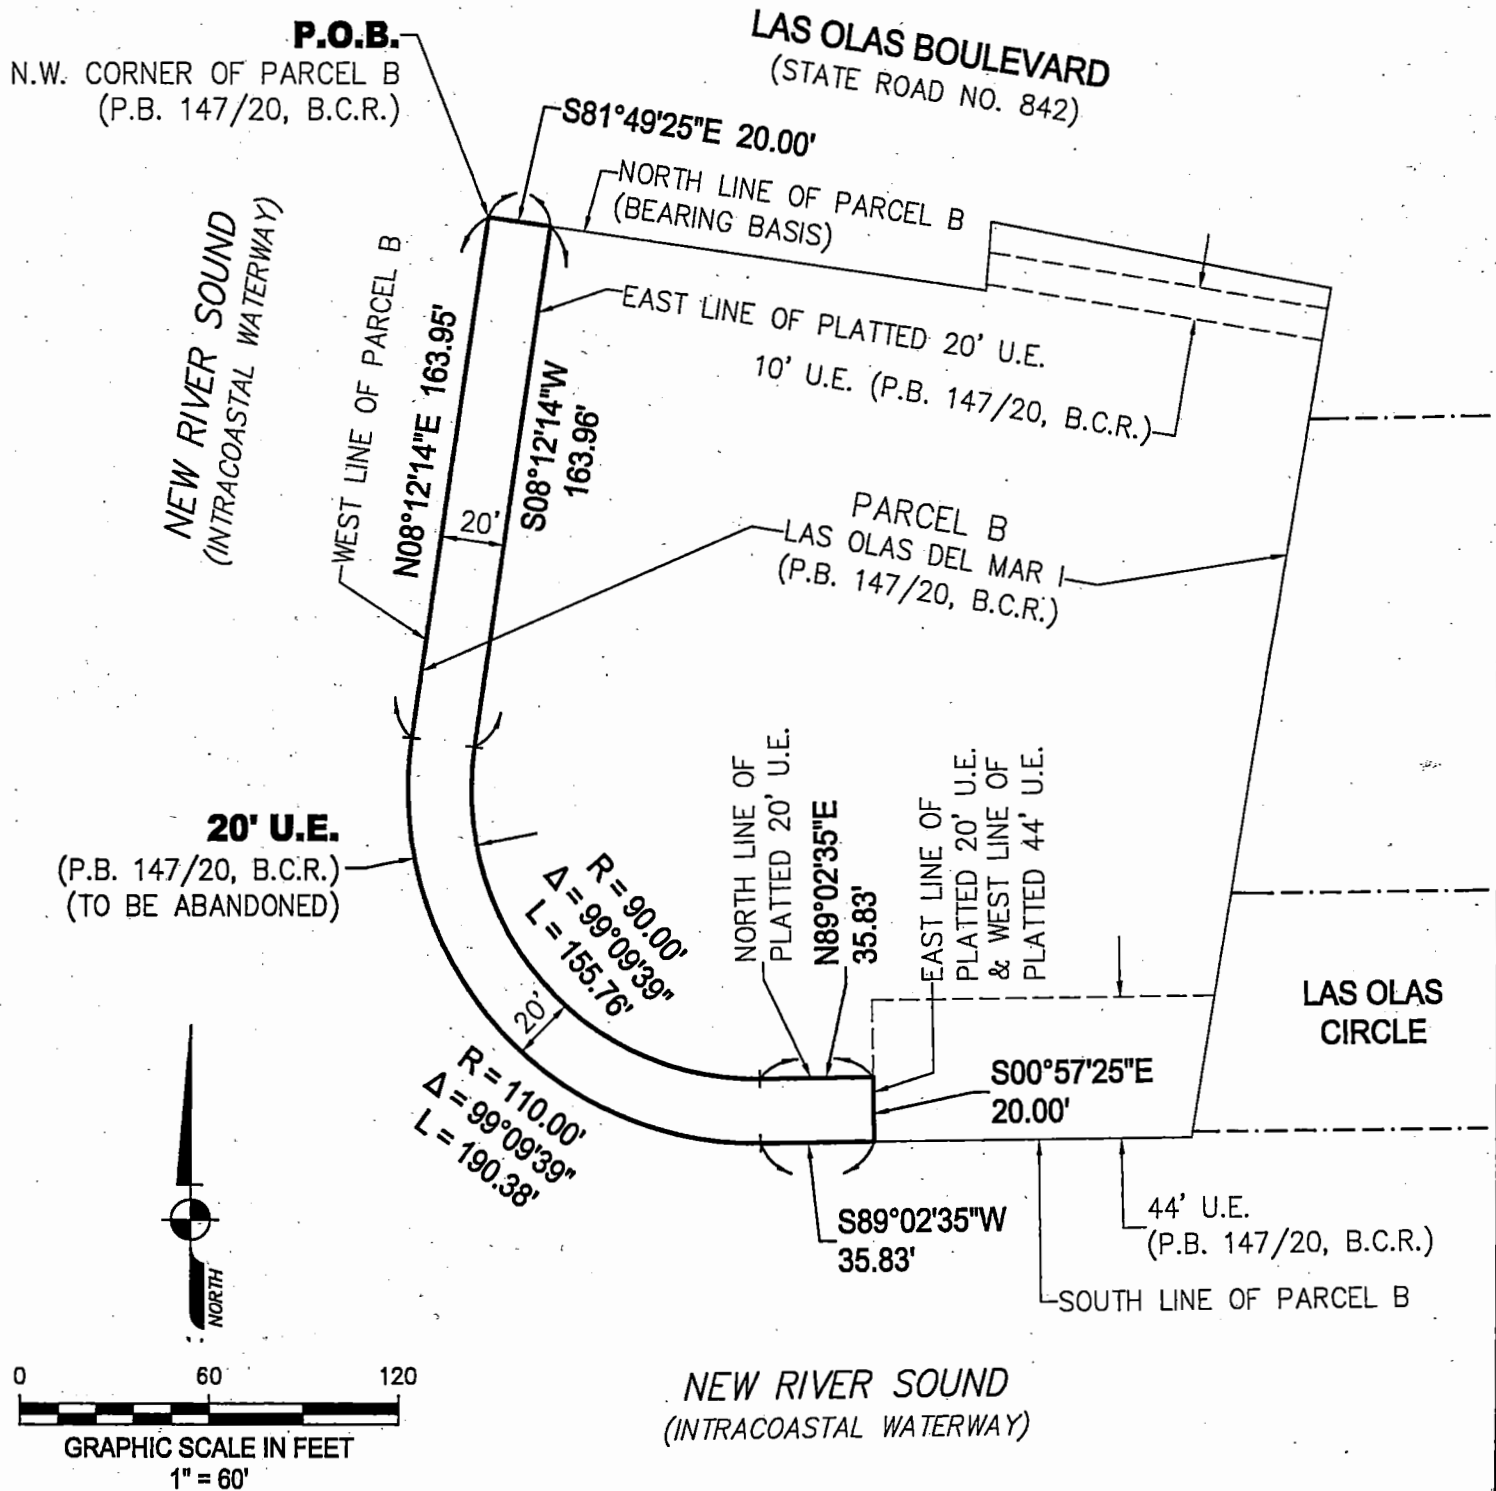 P.O.B.
N.W. CORNER OF PARCEL B
(P.B. 147/20, B.C.R.)
LAS OLAS BOULEVARD
(STATE ROAD NO. 842)
S81°49'25"E 20.00'
NORTH LINE OF PARCEL B
(BEARING BASIS)
NEW RIVER SOUND
(INTRACOASTAL WATERWAY)
WEST LINE OF PARCEL B
N08°12'14"E 163.95'
20'
S08°12'14"W
163.96'
EAST LINE OF PLATTED 20' U.E.
10' U.E. (P.B. 147/20, B.C.R.)
PARCEL B
LAS OLAS DEL MAR I
(P.B. 147/20, B.C.R.)
20' U.E.
(P.B. 147/20, B.C.R.)
(TO BE ABANDONED)
R = 90.00'
Δ = 99°09'39"
L = 155.76'
20'
R = 110.00'
Δ = 99°09'39"
L = 190.38'
NORTH LINE OF
PLATTED 20' U.E.
N89°02'35"E
35.83'
EAST LINE OF
PLATTED 20' U.E.
& WEST LINE OF
PLATTED 44' U.E.
LAS OLAS
CIRCLE
S00°57'25"E
20.00'
S89°02'35"W
35.83'
44' U.E.
(P.B. 147/20, B.C.R.)
SOUTH LINE OF PARCEL B
NORTH
0 60 120
GRAPHIC SCALE IN FEET
1" = 60'
NEW RIVER SOUND
(INTRACOASTAL WATERWAY)